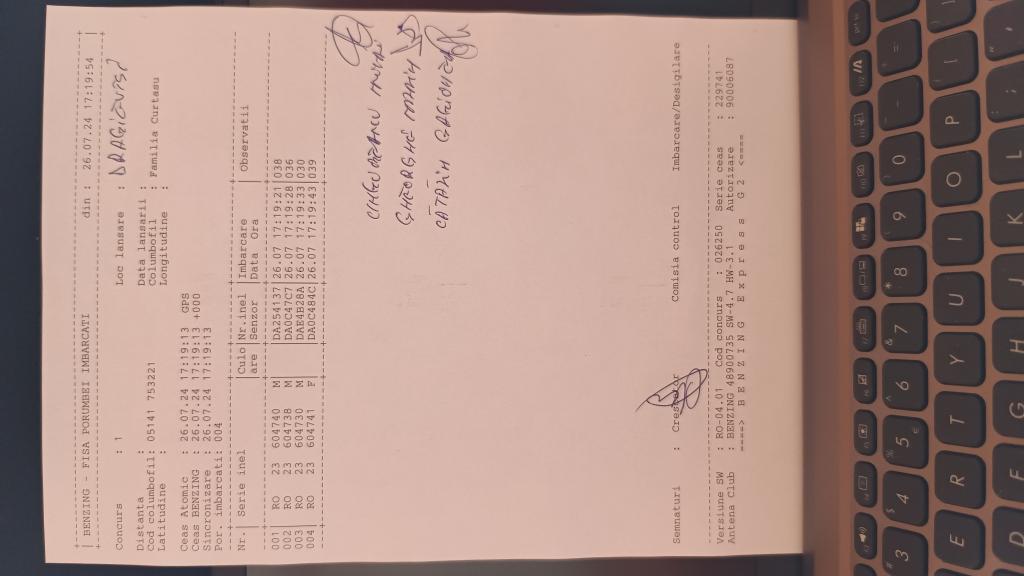 BENZING - FISA PORUMBEI IMBARCATI din : 26.07.24 17:19:54
Concurs : 1 Loc lansare :
Distanta : Data lansarii :
Cod columbofil: 05141 753221 Columbofil : Familia Curtasu
Latitudine : Longitudine :
Ceas Atomic : 26.07.24 17:19:13 GPS
Ceas BENZING : 26.07.24 17:19:13 +000
Sincronizare : 26.07.24 17:19:13
Por. imbarcati: 004
Nr. | Serie inel | Culo | Nr.inel | Imbarcare | Observatii
are | Senzor | Data Ora
001 | RO 23 604740 M | DA254137 | 26.07 17:19:21 | 038
002 | RO 23 604738 M | DA0C47C7 | 26.07 17:19:28 | 036
003 | RO 23 604730 M | DAE4B28A | 26.07 17:19:33 | 030
004 | RO 23 604741 F | DA0C484C | 26.07 17:19:43 | 039
GHEORGHE MARIN
CĂTĂLIN
Semnaturi : Crescator Comisia control Imbarcare/Desigilare
Versiune SW : RO-04.01 Cod concurs : 026250 Serie ceas : 229741
Antena Club : BENZING 48900735 SW-4.7 HW-3.1 Autorizare : 90006087
====> B E N Z I N G E x p r e s s G 2 <====